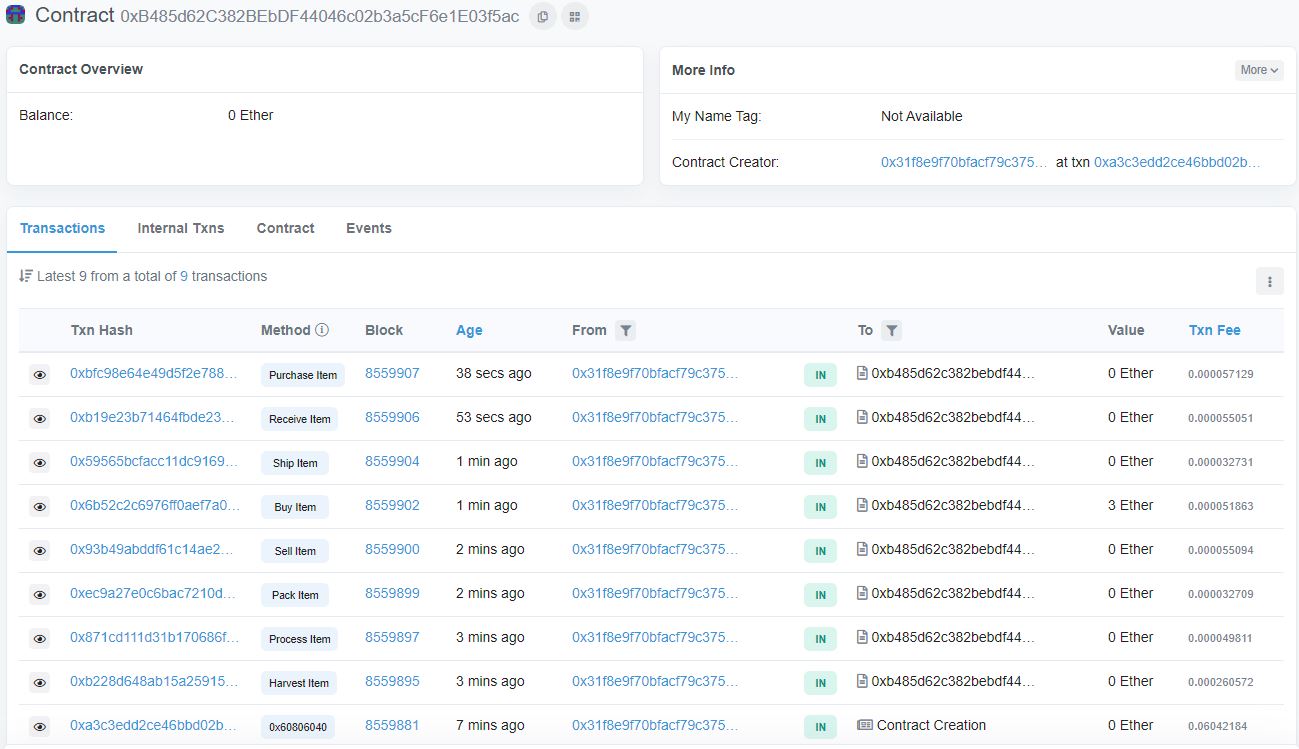 Contract 0xB485d62C382BEbDF44046c02b3a5cF6e1E03f5ac
Contract Overview
Balance: 0 Ether
More Info
More
My Name Tag: Not Available
Contract Creator: 0x31f8e9f70bfacf79c375... at txn 0xa3c3edd2ce46bbd02b...
Transactions Internal Txns Contract Events
Latest 9 from a total of 9 transactions
Txn Hash Method Block Age From To Value Txn Fee
0xbfc98e64e49d5f2e788... Purchase Item 8559907 38 secs ago 0x31f8e9f70bfacf79c375... IN 0xb485d62c382bebdf44... 0 Ether 0.000057129
0xb19e23b71464fbde23... Receive Item 8559906 53 secs ago 0x31f8e9f70bfacf79c375... IN 0xb485d62c382bebdf44... 0 Ether 0.000055051
0x59565bcfacc11dc9169... Ship Item 8559904 1 min ago 0x31f8e9f70bfacf79c375... IN 0xb485d62c382bebdf44... 0 Ether 0.000032731
0x6b52c2c6976ff0aef7a0... Buy Item 8559902 1 min ago 0x31f8e9f70bfacf79c375... IN 0xb485d62c382bebdf44... 3 Ether 0.000051863
0x93b49abddf61c14ae2... Sell Item 8559900 2 mins ago 0x31f8e9f70bfacf79c375... IN 0xb485d62c382bebdf44... 0 Ether 0.000055094
0xec9a27e0c6bac7210d... Pack Item 8559899 2 mins ago 0x31f8e9f70bfacf79c375... IN 0xb485d62c382bebdf44... 0 Ether 0.000032709
0x871cd111d31b170686f... Process Item 8559897 3 mins ago 0x31f8e9f70bfacf79c375... IN 0xb485d62c382bebdf44... 0 Ether 0.000049811
0xb228d648ab15a25915... Harvest Item 8559895 3 mins ago 0x31f8e9f70bfacf79c375... IN 0xb485d62c382bebdf44... 0 Ether 0.000260572
0xa3c3edd2ce46bbd02b... 0x60806040 8559881 7 mins ago 0x31f8e9f70bfacf79c375... IN Contract Creation 0 Ether 0.06042184